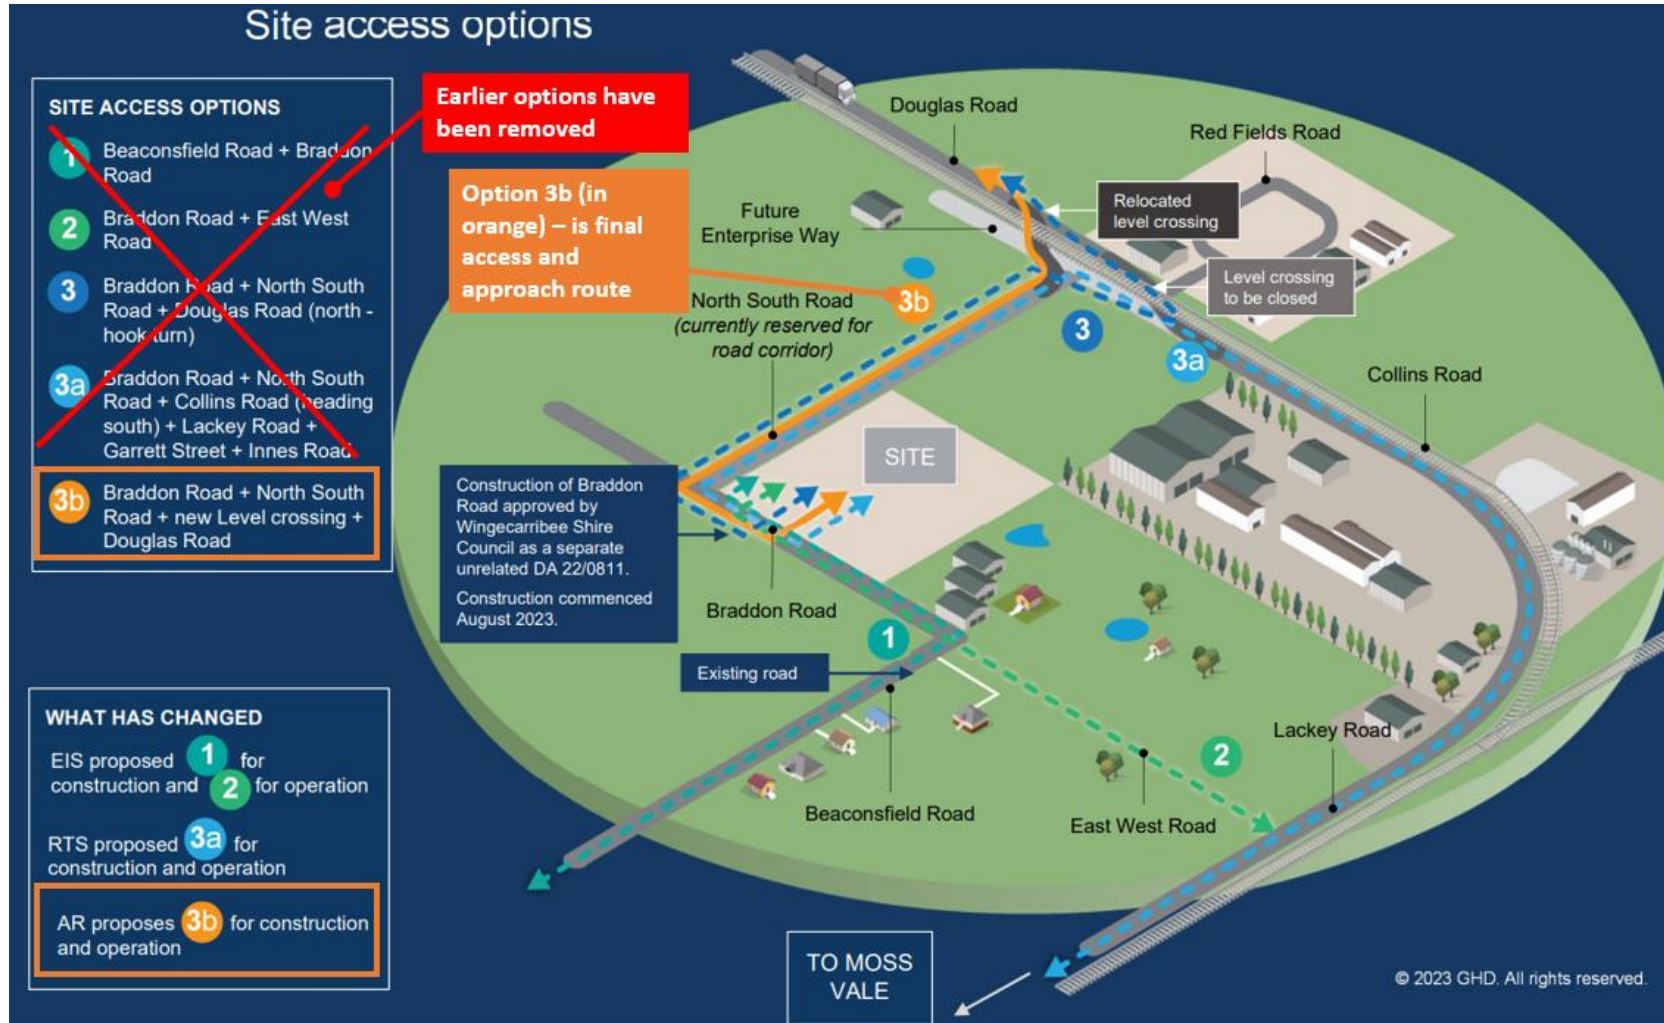 Site access options
SITE ACCESS OPTIONS
1 Beaconsfield Road + Braddon
Road
2 Braddon Road + East West
Road
3 Braddon Road + North South
Road + Douglas Road (north -
hook turn)
3a Braddon Road + North South
Road + Collins Road (heading
south) + Lackey Road +
Garrett Street + Innes Road
3b Braddon Road + North South
Road + new Level crossing +
Douglas Road
Earlier options have
been removed
Option 3b (in
orange) – is final
access and
approach route
WHAT HAS CHANGED
EIS proposed 1 for
construction and 2 for operation
RTS proposed 3a for
construction and operation
AR proposes 3b for construction
and operation
Douglas Road
Red Fields Road
Future
Enterprise Way
Relocated
level crossing
Level crossing
to be closed
3b
North South Road
(currently reserved for
road corridor)
3
3a
Collins Road
SITE
Construction of Braddon
Road approved by
Wingecarribee Shire
Council as a separate
unrelated DA 22/0811.
Construction commenced
August 2023.
Braddon Road
1
Existing road
Beaconsfield Road
2
East West Road
Lackey Road
TO MOSS
VALE
© 2023 GHD. All rights reserved.